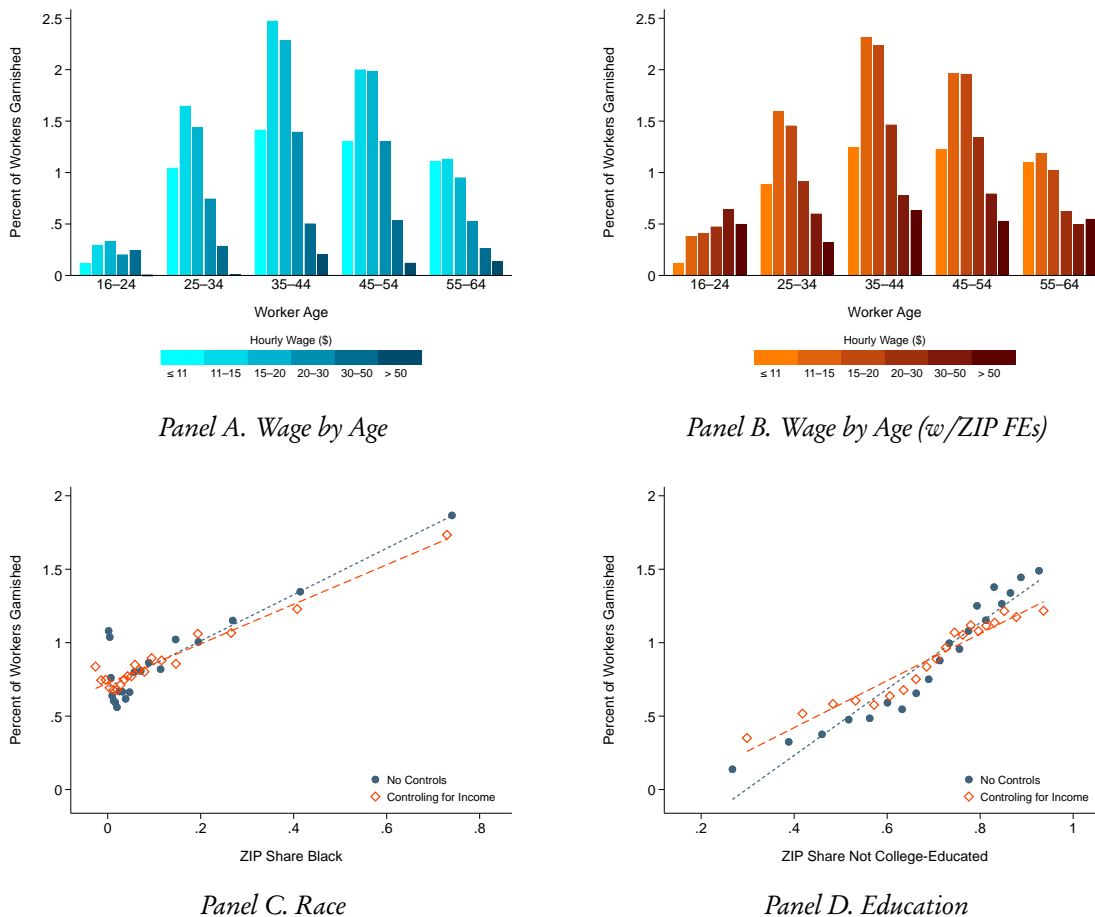 2.5
2
1.5
1
.5
0
Percent of Workers Garnished
16–24 25–34 35–44 45–54 55–64
Worker Age
Hourly Wage ($)
≤ 11 11–15 15–20 20–30 30–50 > 50
Panel A. Wage by Age
2.5
2
1.5
1
.5
0
Percent of Workers Garnished
16–24 25–34 35–44 45–54 55–64
Worker Age
Hourly Wage ($)
≤ 11 11–15 15–20 20–30 30–50 > 50
Panel B. Wage by Age (w/ZIP FEs)
2
1.5
1
.5
0
Percent of Workers Garnished
No Controls
Controling for Income
0 .2 .4 .6 .8
ZIP Share Black
Panel C. Race
2
1.5
1
.5
0
Percent of Workers Garnished
No Controls
Controling for Income
.2 .4 .6 .8 1
ZIP Share Not College-Educated
Panel D. Education